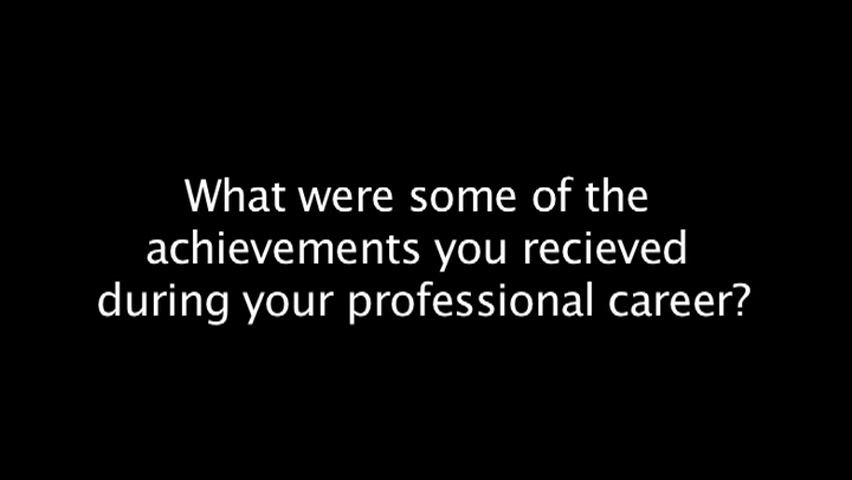 What were some of the
achievements you recieved
during your professional career?